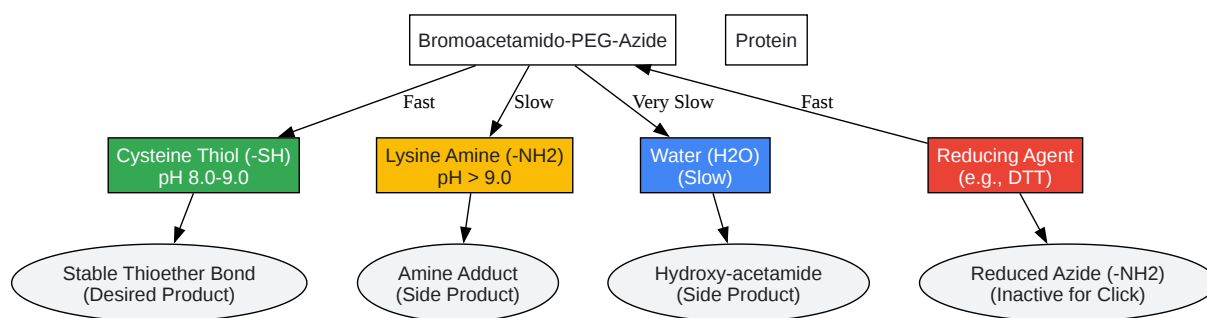 Bromoacetamido-PEG-Azide
Protein
Fast
Slow
Very Slow
Fast
Cysteine Thiol (-SH)
pH 8.0-9.0
Lysine Amine (-NH2)
pH > 9.0
Water (H2O)
(Slow)
Reducing Agent
(e.g., DTT)
Stable Thioether Bond
(Desired Product)
Amine Adduct
(Side Product)
Hydroxy-acetamide
(Side Product)
Reduced Azide (-NH2)
(Inactive for Click)